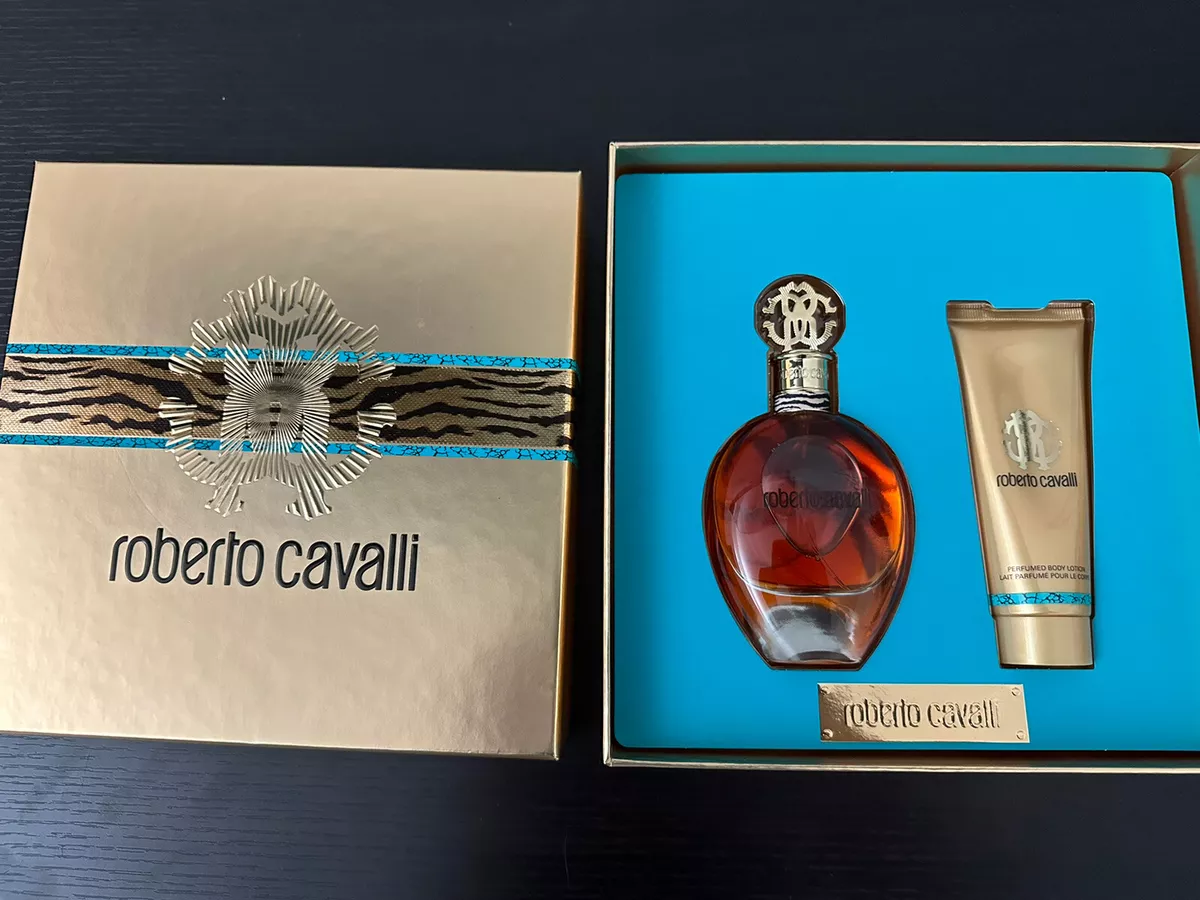 roberto cavalli
roberto cavalli
roberto cavalli
PERFUMED BODY LOTION
LAIT PARFUMÉ POUR LE CORPS
roberto cavalli